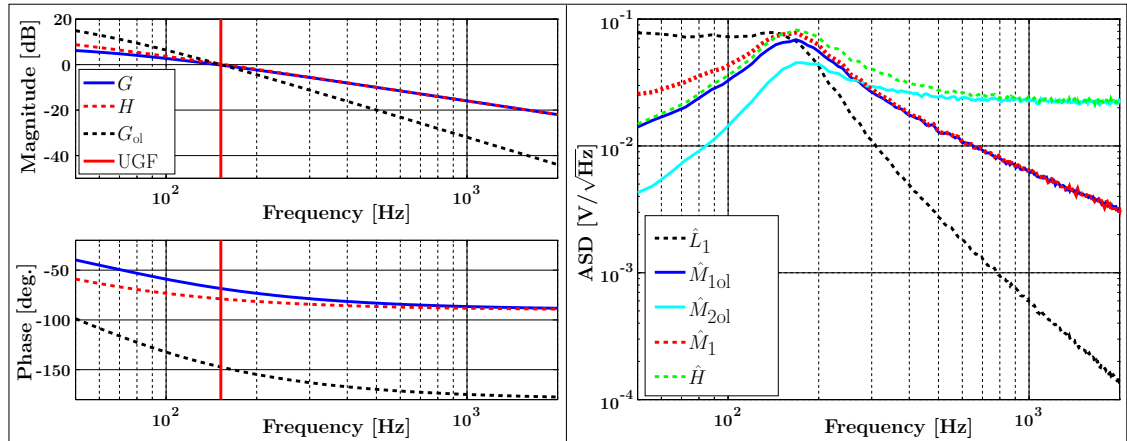 Magnitude [dB]
20
0
-20
-40
G
H
G_ol
UGF
10^2
10^3
Frequency [Hz]
Phase [deg.]
-50
-100
-150
10^2
10^3
Frequency [Hz]
ASD [V/√Hz]
10^-1
10^-2
10^-3
10^-4
L̂_1
M̂_1ol
M̂_2ol
M̂_1
Ĥ
10^2
10^3
Frequency [Hz]